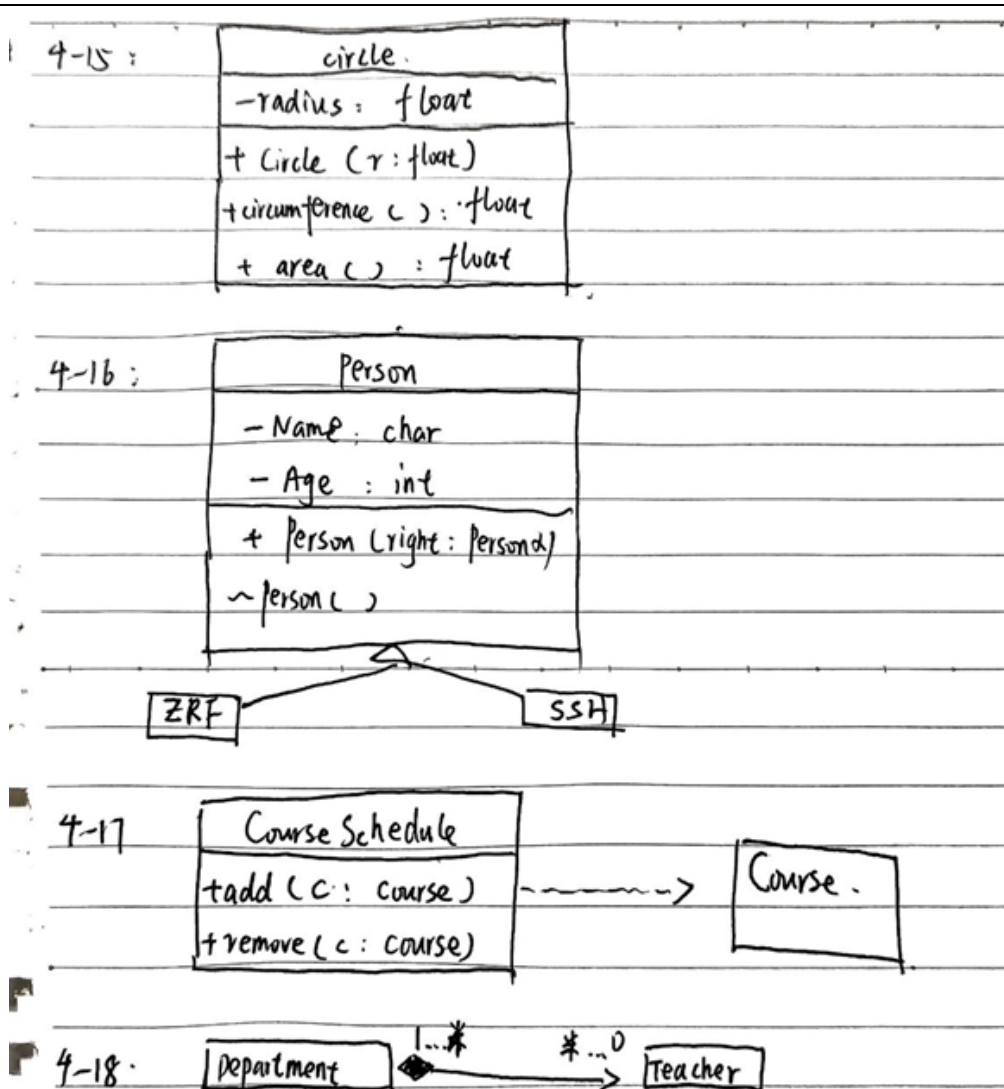 4-15:
circle.
-radius: float
+ Circle (r: float)
+circumference ( ): float
+ area ( ) : float
4-16:
Person
- Name: char
- Age : int
+ Person (right: Person&)
~ Person ( )
ZRF
SSH
4-17
Course Schedule
+add (c: course)
+remove (c: course)
Course.
4-18.
Department
1...*
*...0
Teacher